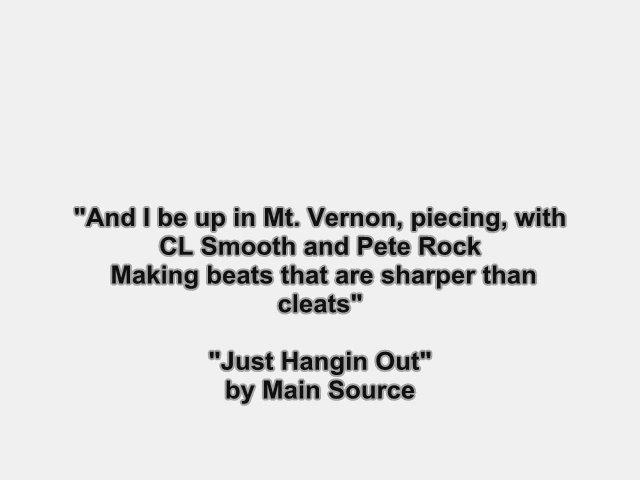 "And I be up in Mt. Vernon, piecing, with
CL Smooth and Pete Rock
Making beats that are sharper than
cleats"
"Just Hangin Out"
by Main Source